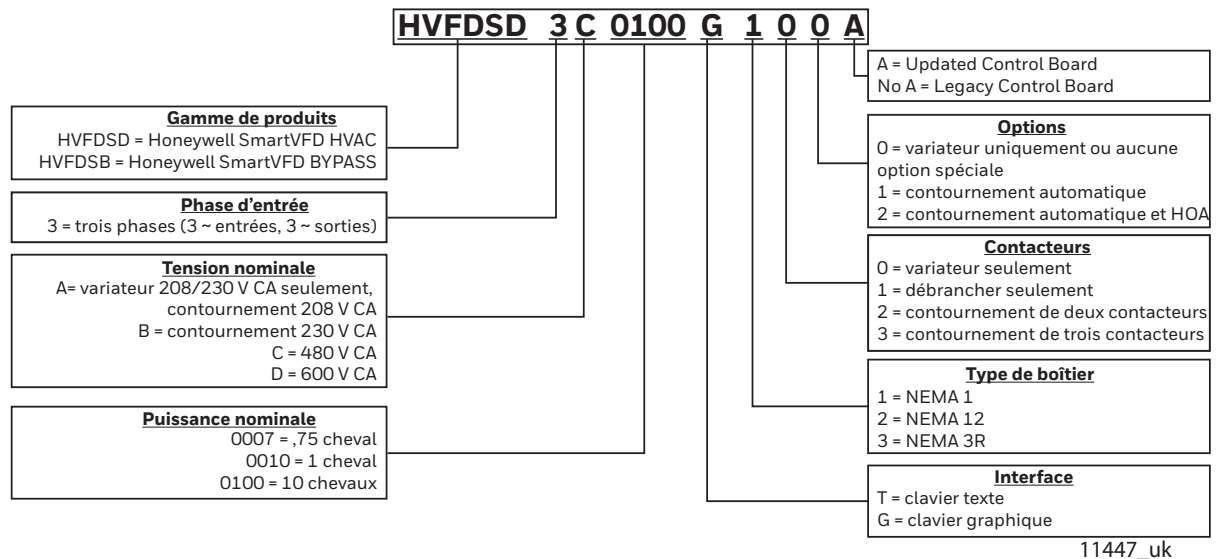 HVFDSD 3 C 0100 G 1 0 0 A
Gamme de produits
HVFDSD = Honeywell SmartVFD HVAC
HVFDSB = Honeywell SmartVFD BYPASS
Phase d'entrée
3 = trois phases (3 ~ entrées, 3 ~ sorties)
Tension nominale
A= variateur 208/230 V CA seulement,
contournement 208 V CA
B = contournement 230 V CA
C = 480 V CA
D = 600 V CA
Puissance nominale
0007 = ,75 cheval
0010 = 1 cheval
0100 = 10 chevaux
A = Updated Control Board
No A = Legacy Control Board
Options
0 = variateur uniquement ou aucune
option spéciale
1 = contournement automatique
2 = contournement automatique et HOA
Contacteurs
0 = variateur seulement
1 = débrancher seulement
2 = contournement de deux contacteurs
3 = contournement de trois contacteurs
Type de boîtier
1 = NEMA 1
2 = NEMA 12
3 = NEMA 3R
Interface
T = clavier texte
G = clavier graphique
11447_uk